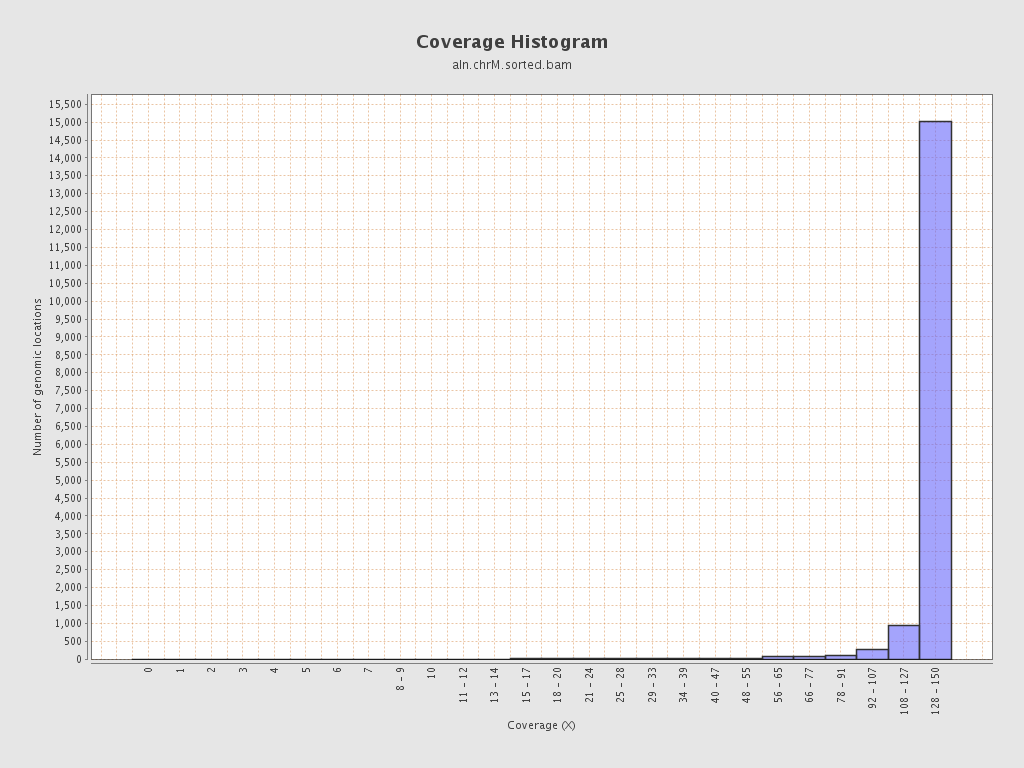 Coverage Histogram
aln.chrM.sorted.bam
Number of genomic locations
15,500
15,000
14,500
14,000
13,500
13,000
12,500
12,000
11,500
11,000
10,500
10,000
9,500
9,000
8,500
8,000
7,500
7,000
6,500
6,000
5,500
5,000
4,500
4,000
3,500
3,000
2,500
2,000
1,500
1,000
500
0
0
1
2
3
4
5
6
7
8 - 9
10
11 - 12
13 - 14
15 - 17
18 - 20
21 - 24
25 - 28
29 - 33
34 - 39
40 - 47
48 - 55
56 - 65
66 - 77
78 - 91
92 - 107
108 - 127
128 - 150
Coverage (X)